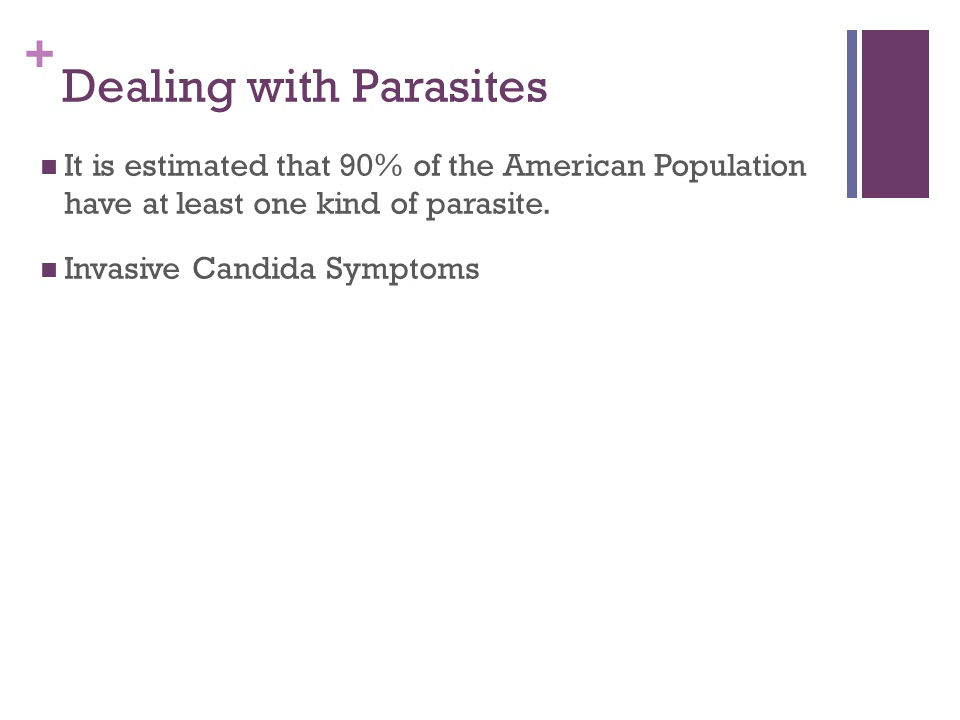 +
Dealing with Parasites
■ It is estimated that 90% of the American Population
have at least one kind of parasite.
■ Invasive Candida Symptoms